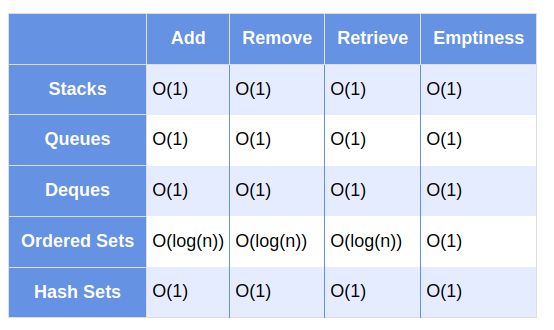 Add Remove Retrieve Emptiness
Stacks O(1) O(1) O(1) O(1)
Queues O(1) O(1) O(1) O(1)
Deques O(1) O(1) O(1) O(1)
Ordered Sets O(log(n)) O(log(n)) O(log(n)) O(1)
Hash Sets O(1) O(1) O(1) O(1)